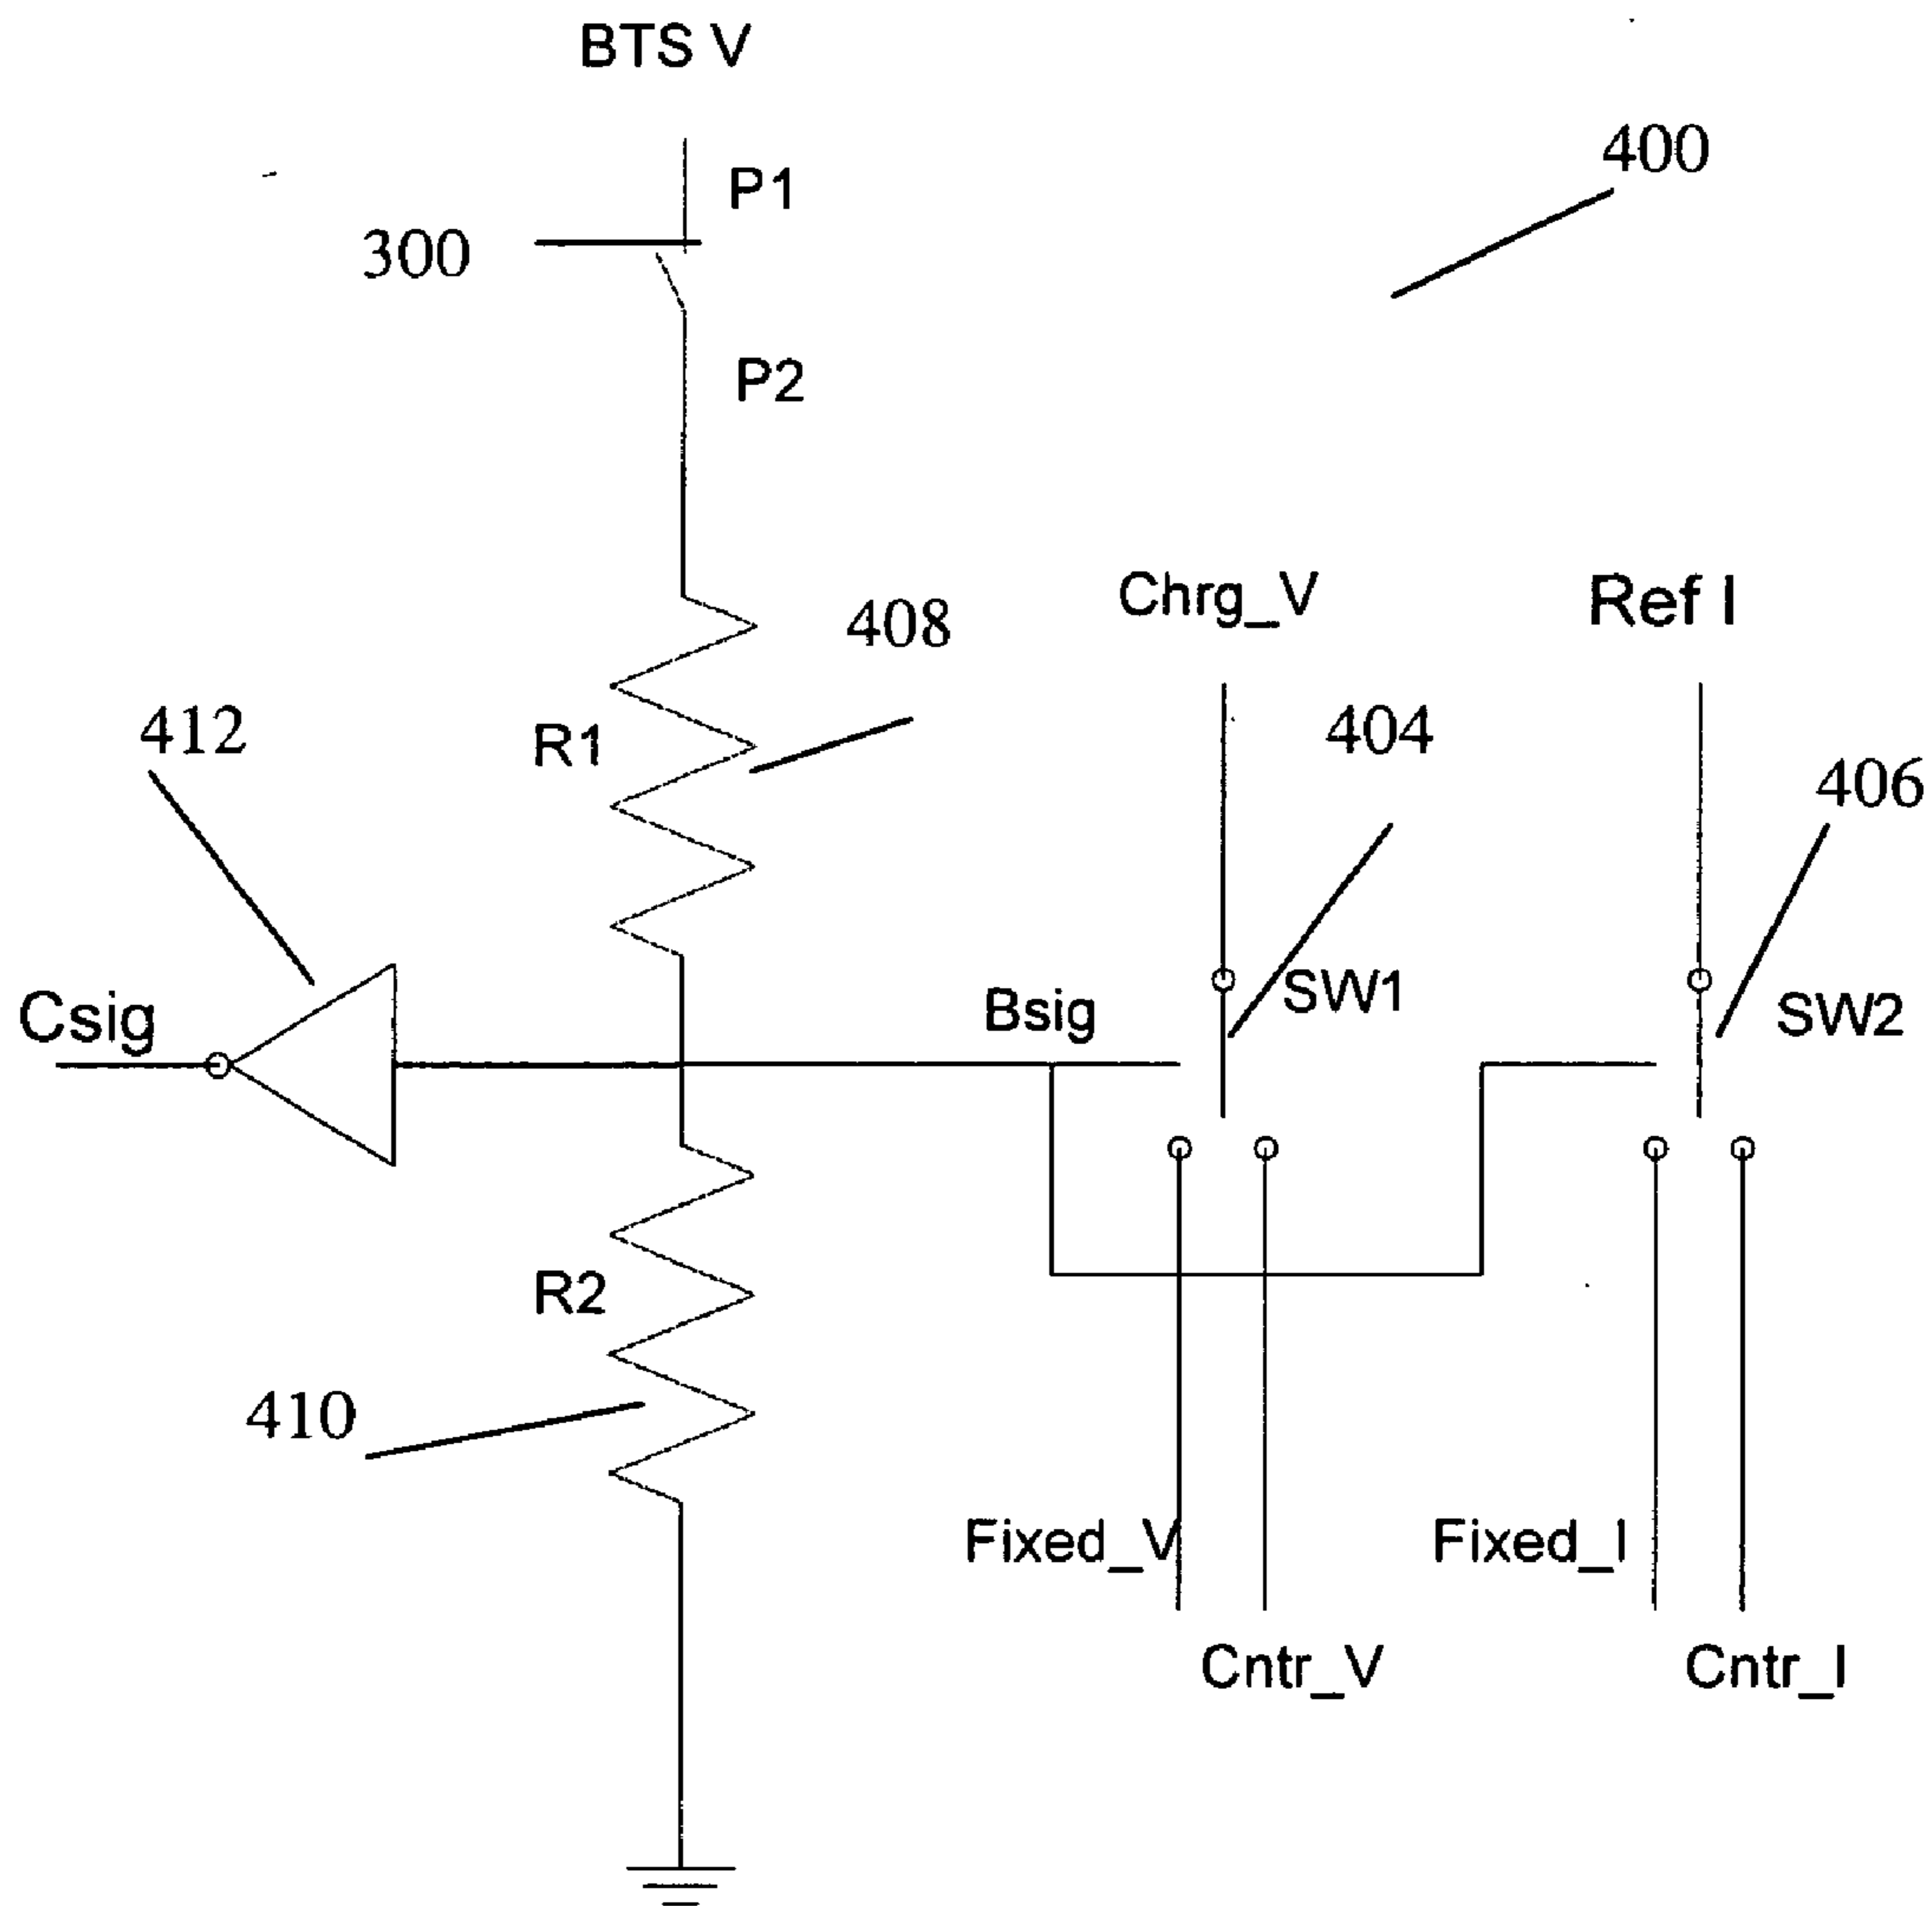 BTS V
P1
400
300
P2
Chrg_V
Ref I
408
412
R1
404
406
Csig
Bsig
SW1
SW2
R2
410
Fixed_V
Fixed_I
Cntr_V
Cntr_I